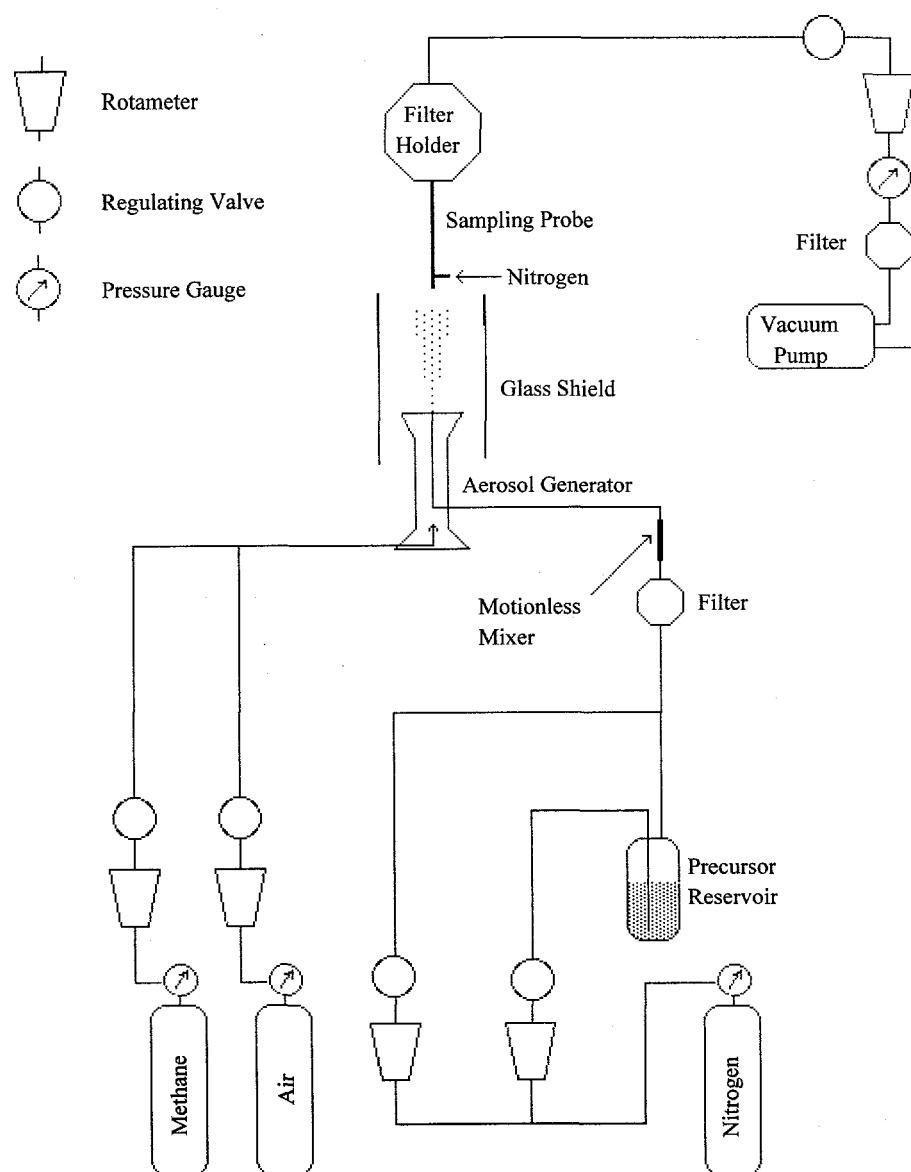 Rotameter
Regulating Valve
Pressure Gauge
Filter
Holder
Sampling Probe
Nitrogen
Filter
Vacuum
Pump
Glass Shield
Aerosol Generator
Motionless
Mixer
Filter
Precursor
Reservoir
Methane
Air
Nitrogen